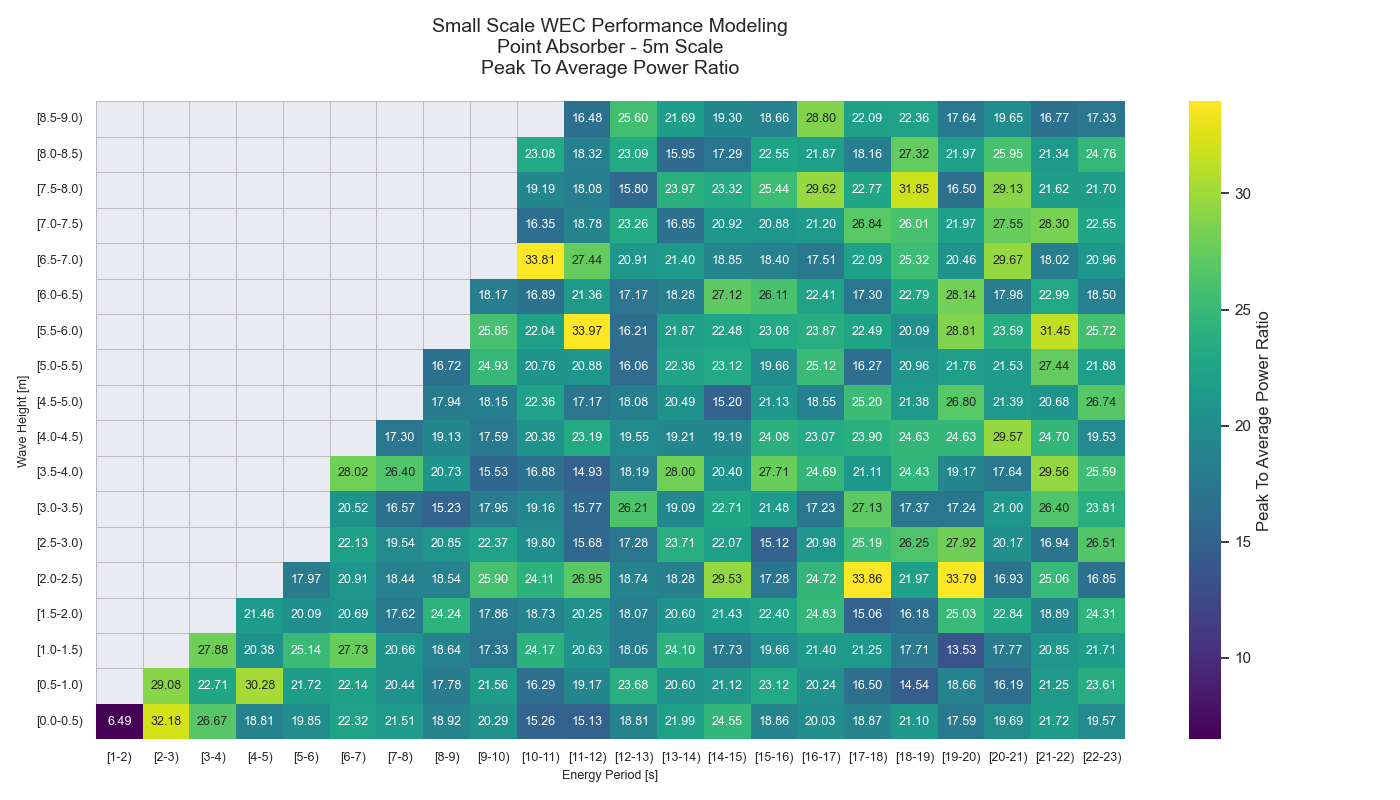 Small Scale WEC Performance Modeling
Point Absorber - 5m Scale
Peak To Average Power Ratio
[8.5-9.0) 16.48 25.60 21.69 19.30 18.66 28.80 22.09 22.36 17.64 19.65 16.77 17.33
[8.0-8.5) 23.08 18.32 23.09 15.95 17.29 22.55 21.87 18.16 27.32 21.97 25.95 21.34 24.76
[7.5-8.0) 19.19 18.08 15.80 23.97 23.32 25.44 29.62 22.77 31.85 16.50 29.13 21.62 21.70
[7.0-7.5) 16.35 18.78 23.26 16.85 20.92 20.88 21.20 26.84 26.01 21.97 27.55 28.30 22.55
[6.5-7.0) 33.81 27.44 20.91 21.40 18.85 18.40 17.51 22.09 25.32 20.46 29.67 18.02 20.96
[6.0-6.5) 18.17 16.89 21.36 17.17 18.28 27.12 26.11 22.41 17.30 22.79 28.14 17.98 22.99 18.50
[5.5-6.0) 25.85 22.04 33.97 16.21 21.87 22.48 23.08 23.87 22.49 20.09 28.81 23.59 31.45 25.72
[5.0-5.5) 16.72 24.93 20.76 20.88 16.06 22.38 23.12 19.66 25.12 16.27 20.96 21.76 21.53 27.44 21.88
[4.5-5.0) 17.94 18.15 22.36 17.17 18.08 20.49 15.20 21.13 18.55 25.20 21.38 26.80 21.39 20.68 26.74
[4.0-4.5) 17.30 19.13 17.59 20.38 23.19 19.55 19.21 19.19 24.08 23.07 23.90 24.63 24.63 29.57 24.70 19.53
[3.5-4.0) 28.02 26.40 20.73 15.53 16.88 14.93 18.19 28.00 20.40 27.71 24.69 21.11 24.43 19.17 17.64 29.56 25.59
[3.0-3.5) 20.52 16.57 15.23 17.95 19.16 15.77 26.21 19.09 22.71 21.48 17.23 27.13 17.37 17.24 21.00 26.40 23.81
[2.5-3.0) 22.13 19.54 20.85 22.37 19.80 15.68 17.28 23.71 22.07 15.12 20.98 25.19 26.25 27.92 20.17 16.94 26.51
[2.0-2.5) 17.97 20.91 18.44 18.54 25.90 24.11 26.95 18.74 18.28 29.53 17.28 24.72 33.86 21.97 33.79 16.93 25.06 16.85
[1.5-2.0) 21.46 20.09 20.69 17.62 24.24 17.86 18.73 20.25 18.07 20.60 21.43 22.40 24.83 15.06 16.18 25.03 22.84 18.89 24.31
[1.0-1.5) 27.88 20.38 25.14 27.73 20.66 18.64 17.33 24.17 20.63 18.05 24.10 17.73 19.66 21.40 21.25 17.71 13.53 17.77 20.85 21.71
[0.5-1.0) 29.08 22.71 30.28 21.72 22.14 20.44 17.78 21.56 16.29 19.17 23.68 20.60 21.12 23.12 20.24 16.50 14.54 18.66 16.19 21.25 23.61
[0.0-0.5) 6.49 32.18 26.67 18.81 19.85 22.32 21.51 18.92 20.29 15.26 15.13 18.81 21.99 24.55 18.86 20.03 18.87 21.10 17.59 19.69 21.72 19.57
[1-2) [2-3) [3-4) [4-5) [5-6) [6-7) [7-8) [8-9) [9-10) [10-11) [11-12) [12-13) [13-14) [14-15) [15-16) [16-17) [17-18) [18-19) [19-20) [20-21) [21-22) [22-23)
Energy Period [s]
Wave Height [m]
30
25
20
15
10
Peak To Average Power Ratio